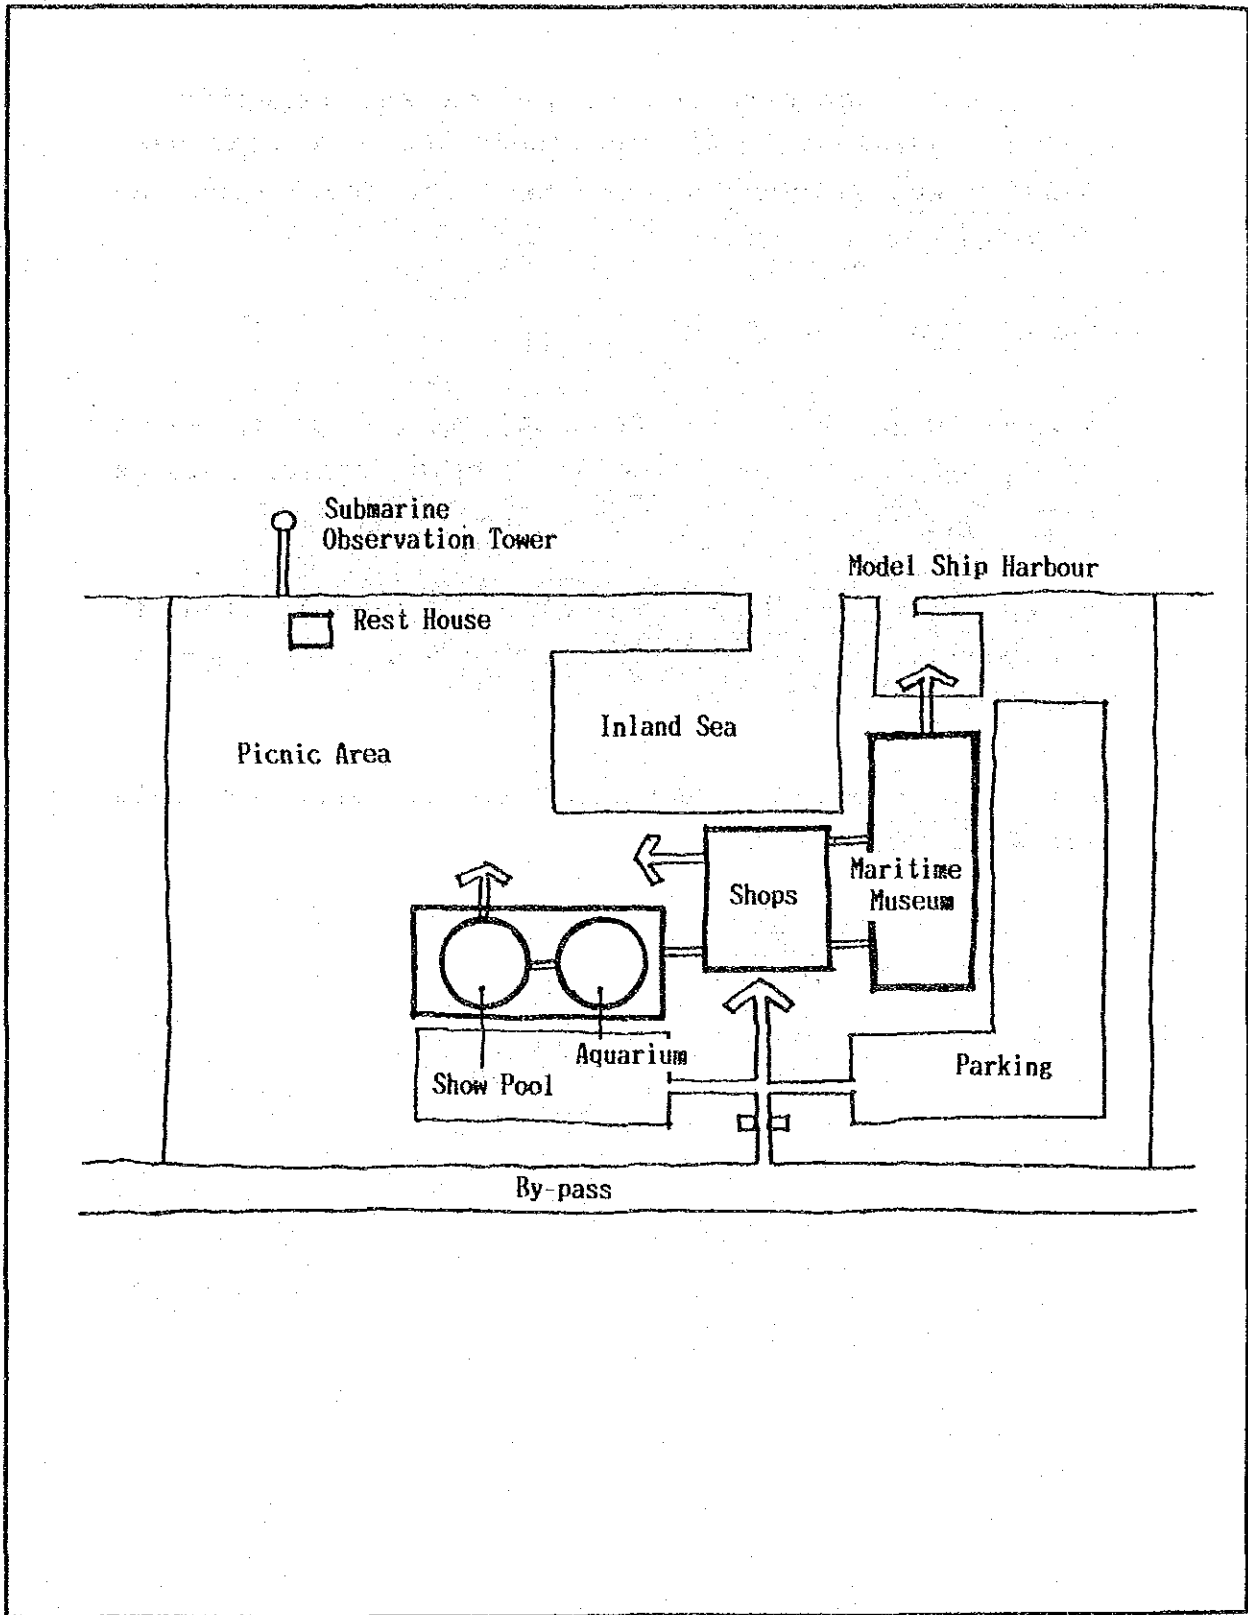 Submarine
Observation Tower
Model Ship Harbour
Rest House
Inland Sea
Picnic Area
Maritime
Museum
Shops
Aquarium
Parking
Show Pool
By-pass